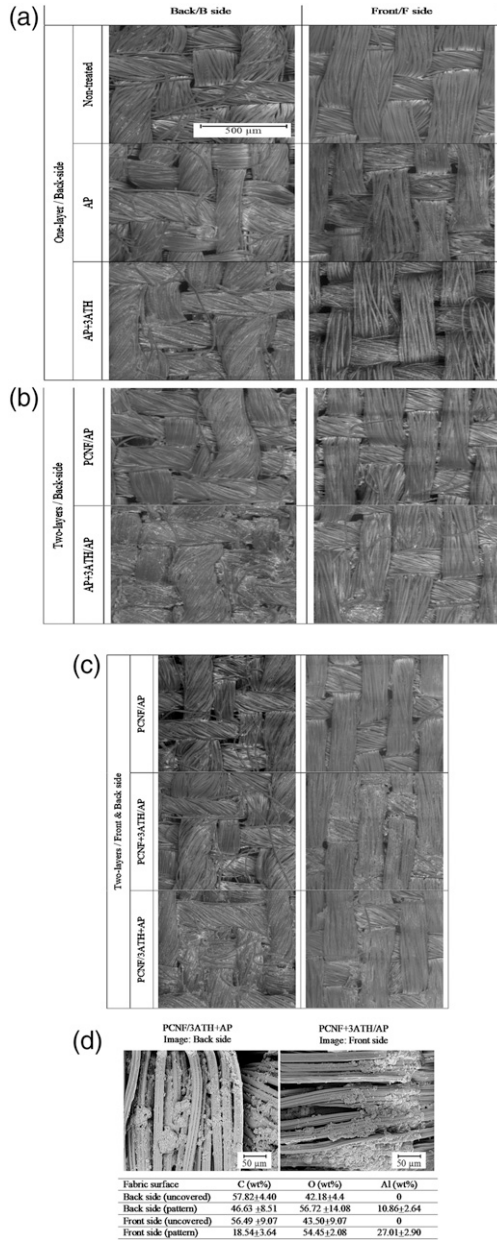 (a)
Back/B side Front/F side
One-layer / Back-side
Non-treated
500 µm
AP
AP+3ATH
(b)
Two-layers / Back-side
PCNF/AP
AP+3ATH/AP
(c)
Two-layers / Front & Back side
PCNF/AP
PCNF+3ATH/AP
PCNF/3ATH+AP
(d)
PCNF/3ATH+AP PCNF+3ATH/AP
Image: Back side Image: Front side
50 µm 50 µm
Fabric surface C (wt%) O (wt%) Al (wt%)
Back side (uncovered) 57.82±4.40 42.18±4.4 0
Back side (pattern) 46.63 ±8.51 56.72 ±14.08 10.86±2.64
Front side (uncovered) 56.49 ±9.07 43.50±9.07 0
Front side (pattern) 18.54±3.64 54.45±2.08 27.01±2.90